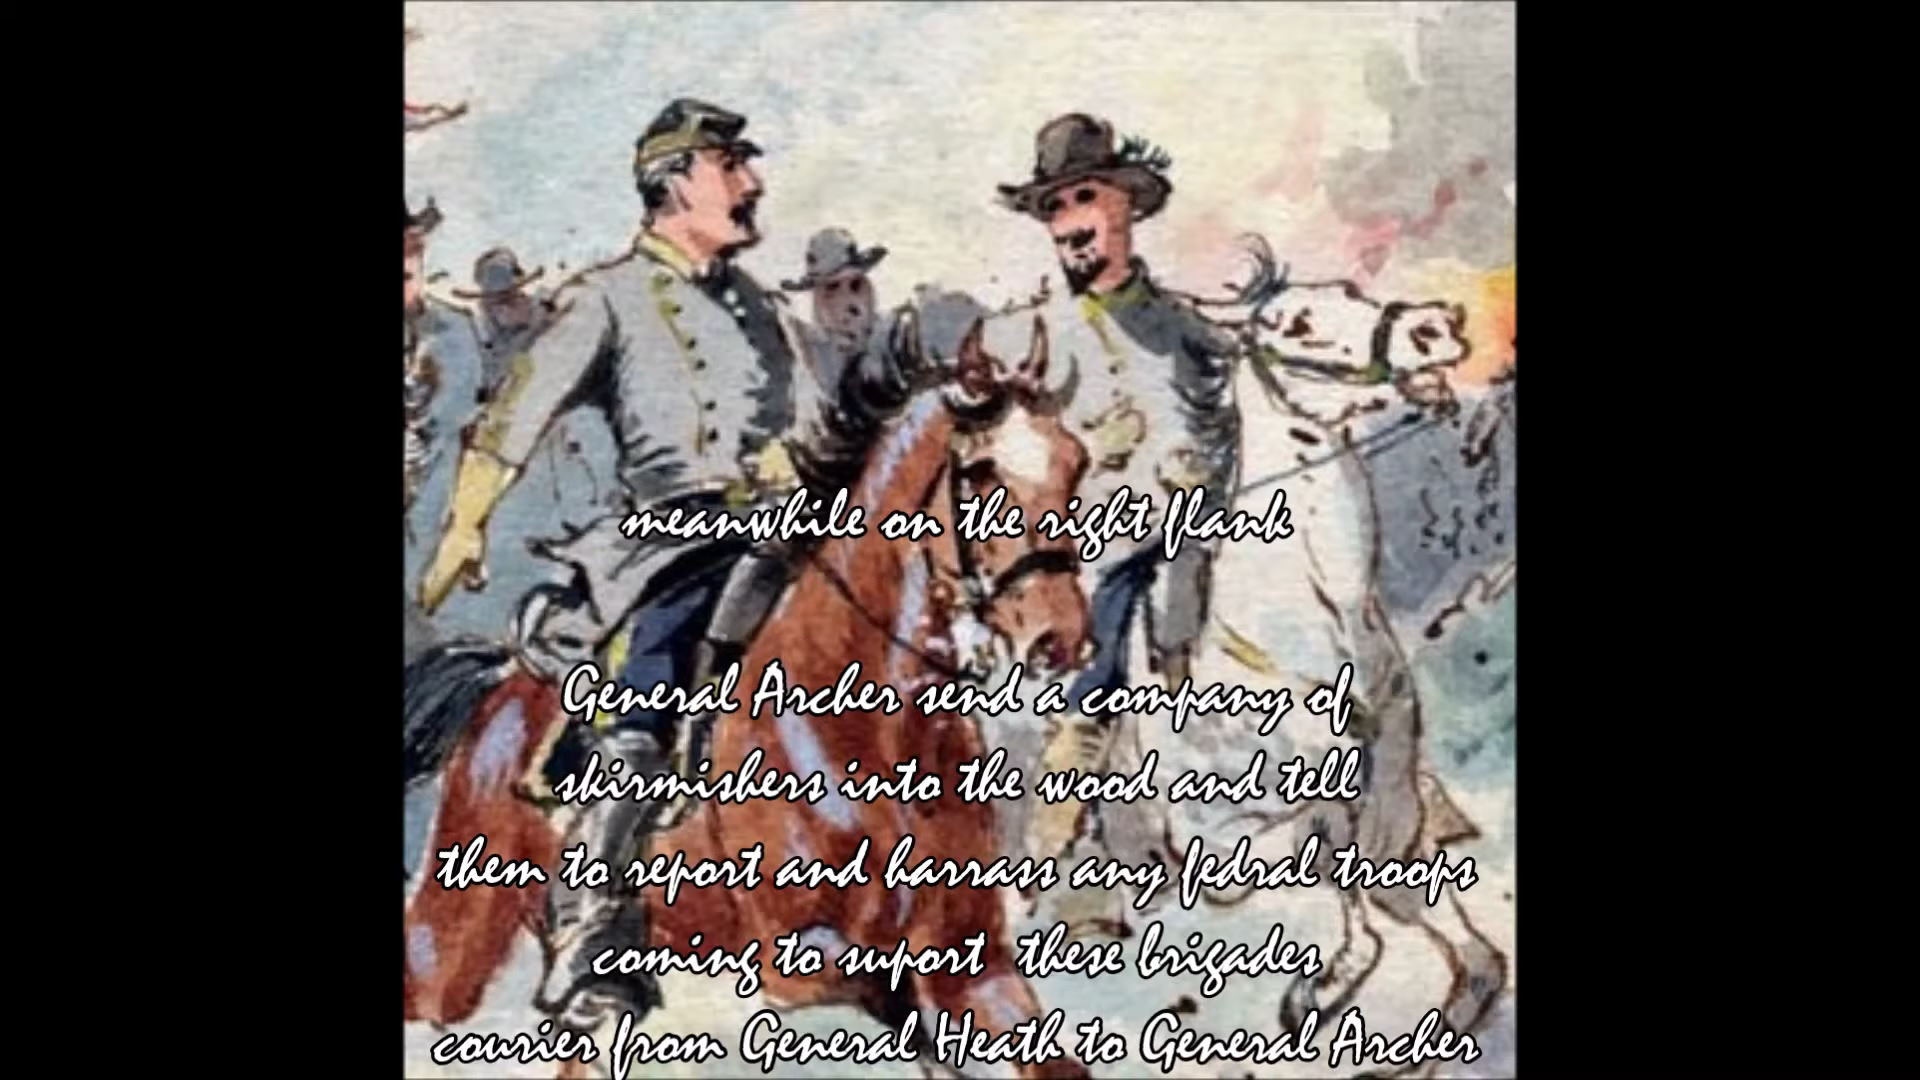 meanwhile on the right flank
General Archer send a company of
skirmishers into the wood and tell
them to report and harrass any fedral troops
coming to suport these brigades
courier from General Heath to General Archer